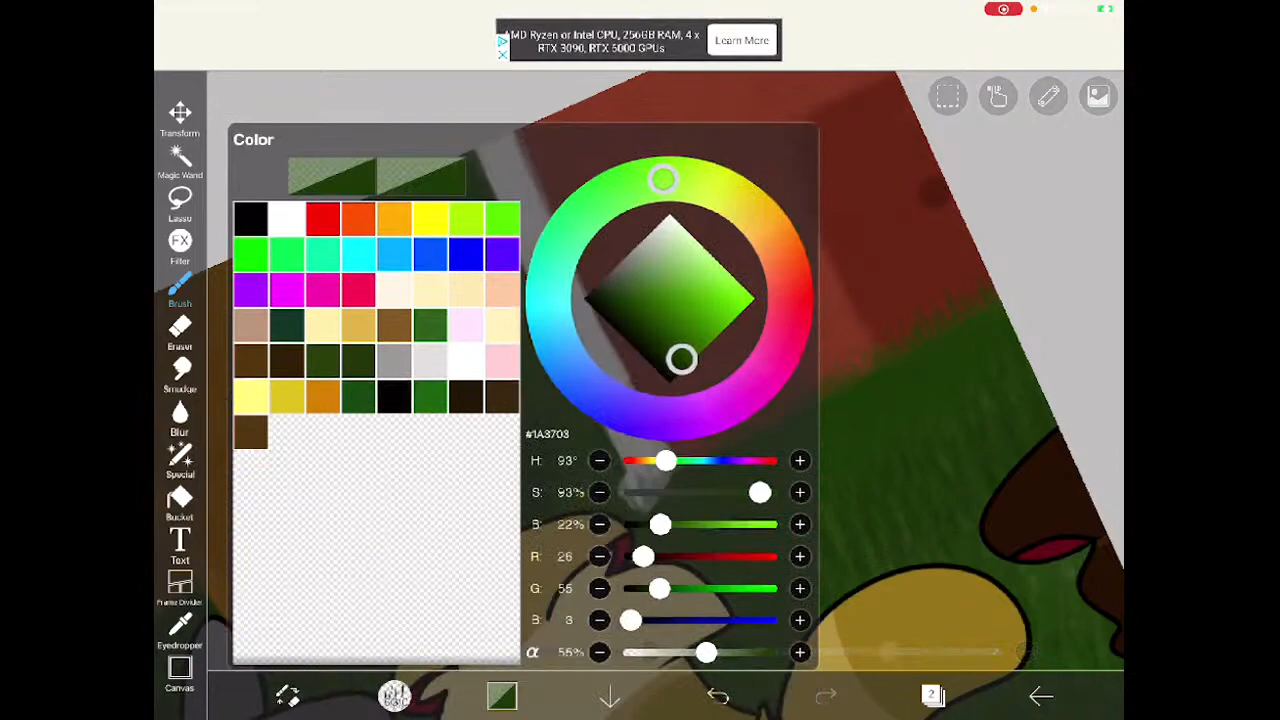 AMD Ryzen or Intel CPU, 256GB RAM, 4 x
RTX 3090, RTX 6000 GPUs
Learn More
Color
Transform
Magic Wand
Lasso
FX
Filter
Brush
Eraser
Smudge
Blur
Special
Bucket
T
Text
Frame Divider
Eyedropper
Canvas
#1A3703
H: 93°
S: 93%
B: 22%
R: 26
G: 55
B: 3
α 55%
2